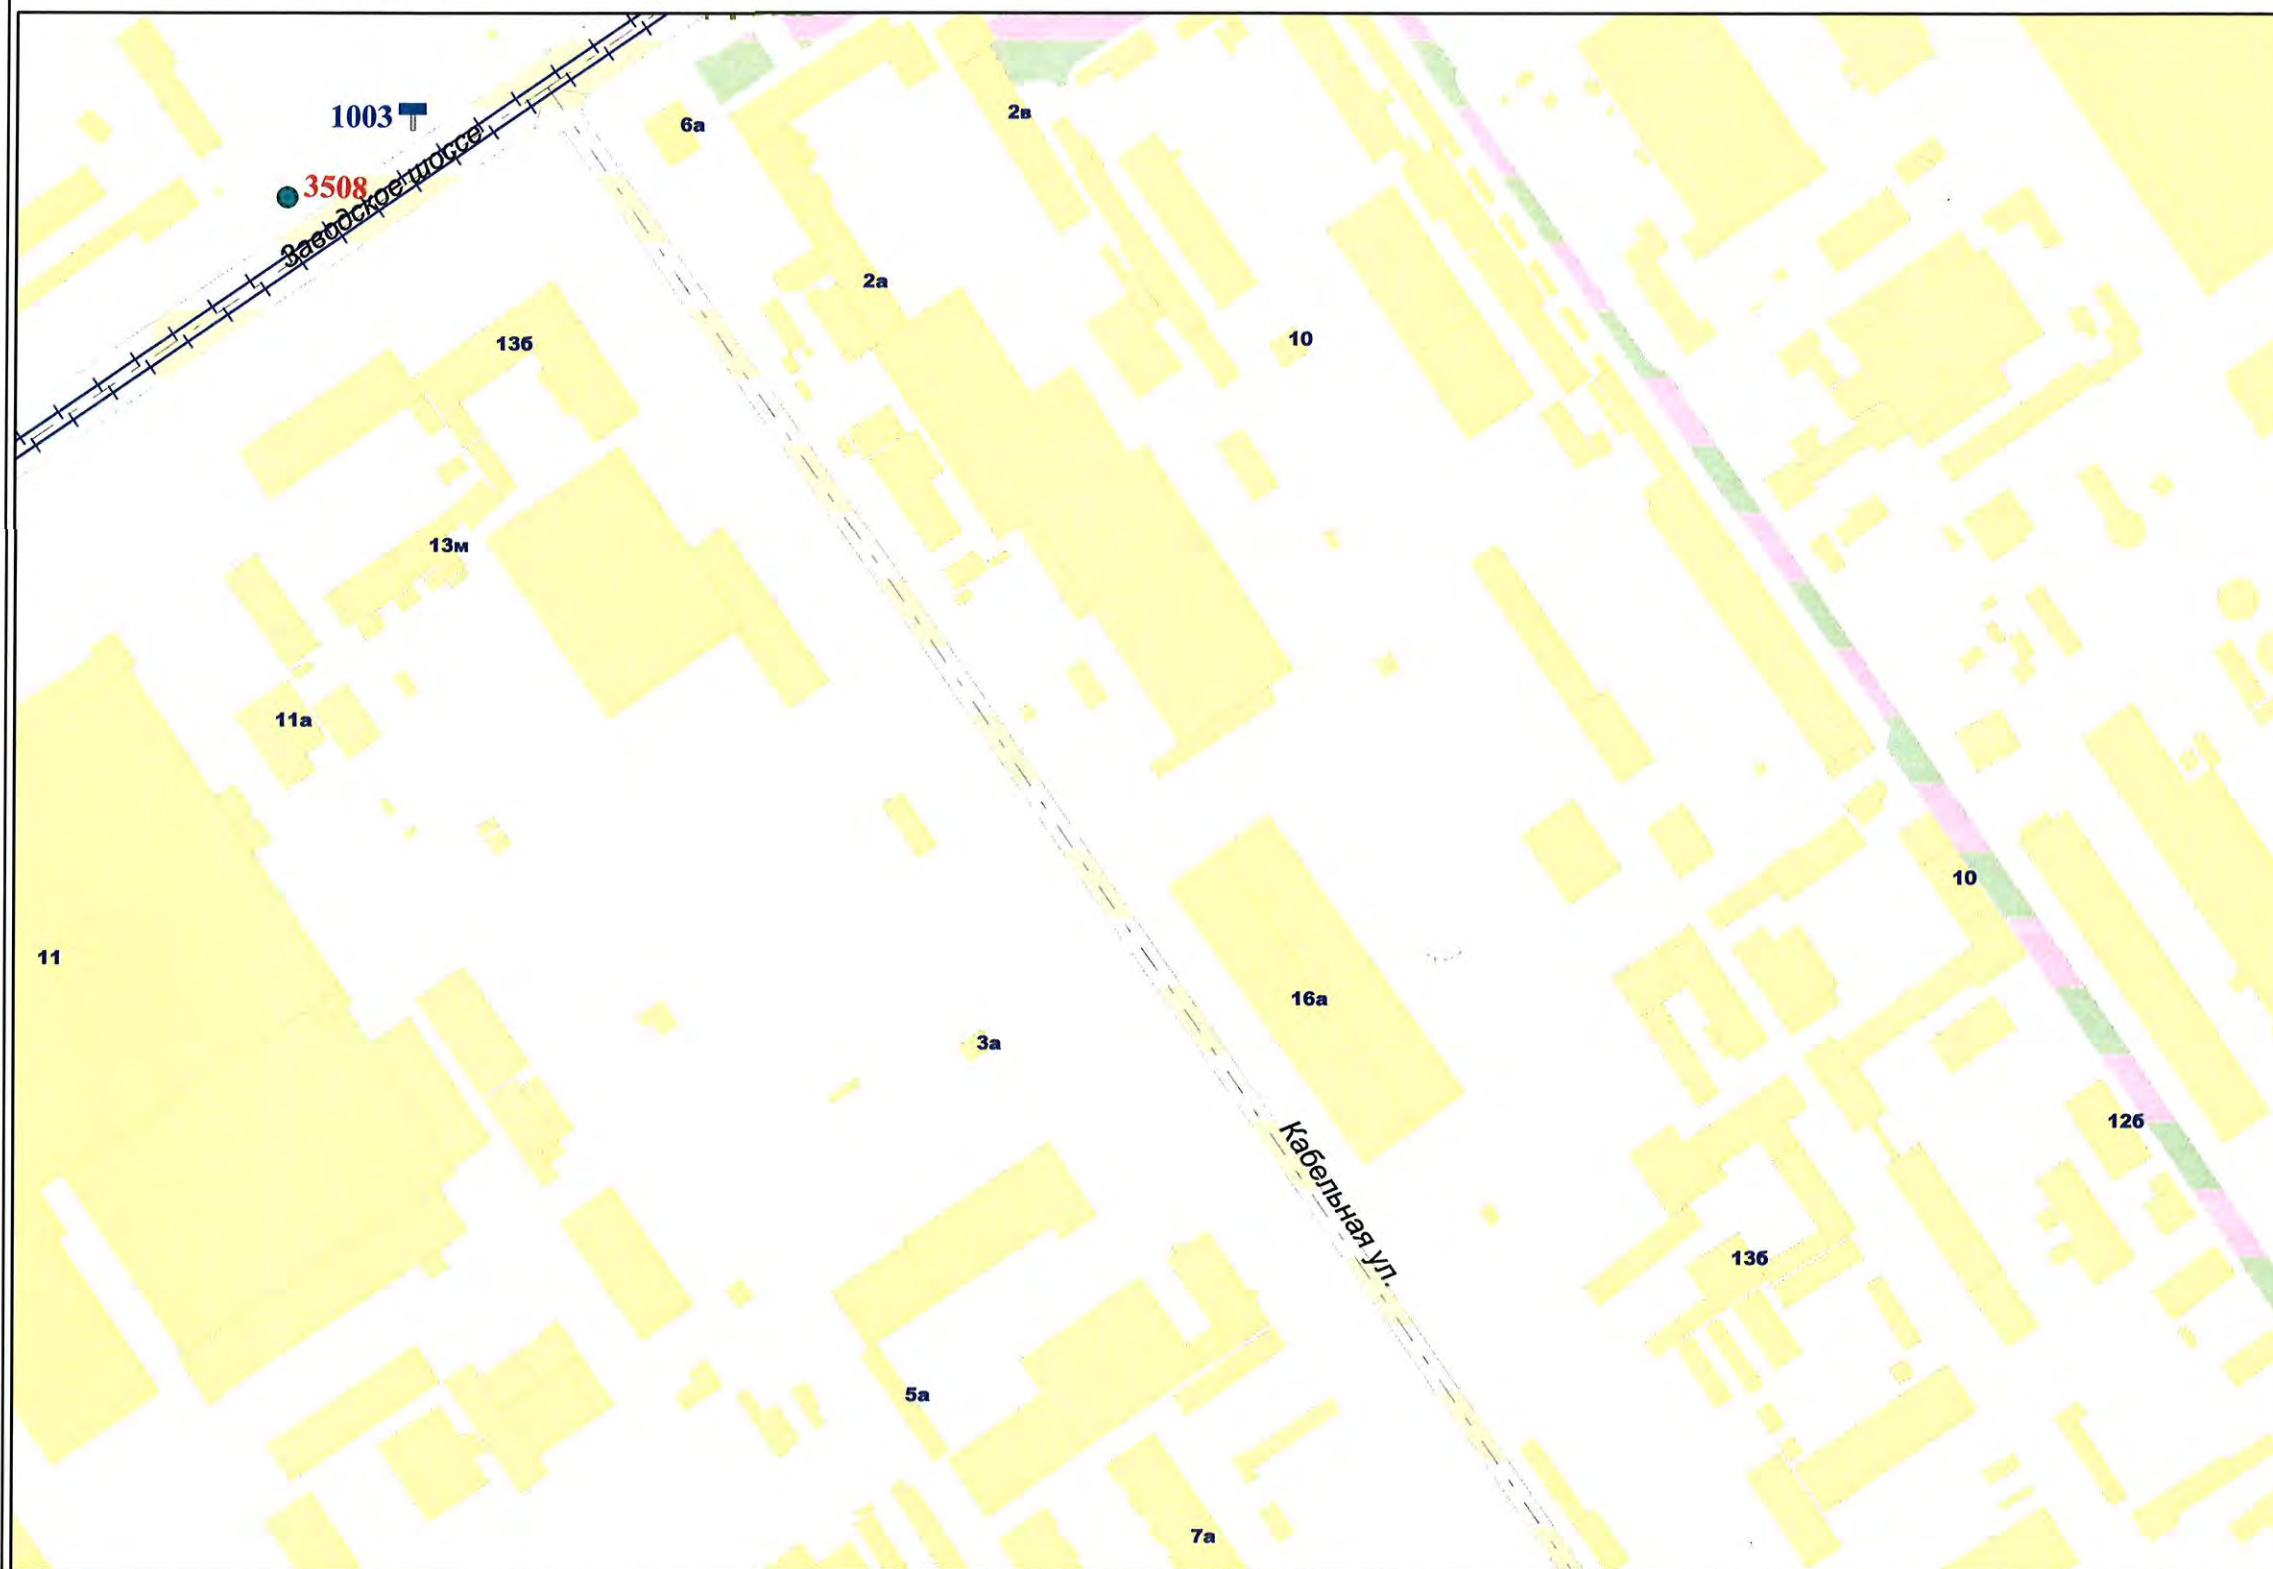 1003
6а
2в
3508
Заводское шоссе
2а
13б
10
13м
11а
10
11
16а
3а
12б
Кабельная ул.
13б
5а
7а